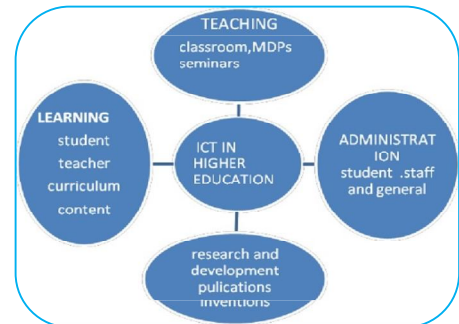 TEACHING
classroom,MDPs
seminars
LEARNING
student
teacher
curriculum
content
ICT IN
HIGHER
EDUCATION
ADMINISTRAT
ION
student .staff
and general
research and
development
pulications
inventions